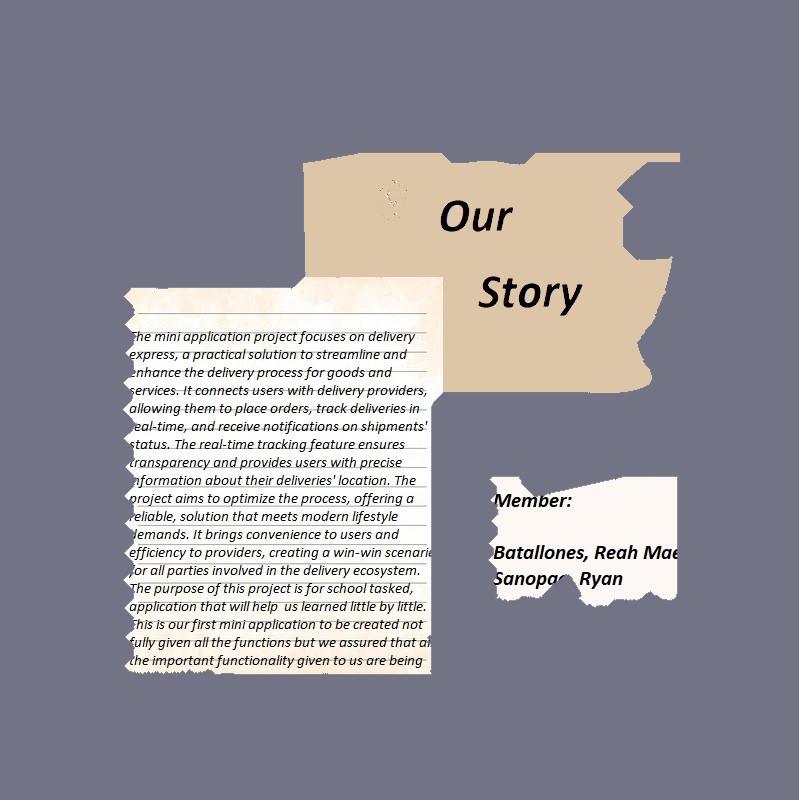 Our
Story
The mini application project focuses on delivery
express, a practical solution to streamline and
enhance the delivery process for goods and
services. It connects users with delivery providers,
allowing them to place orders, track deliveries in
real-time, and receive notifications on shipments'
status. The real-time tracking feature ensures
transparency and provides users with precise
information about their deliveries' location. The
project aims to optimize the process, offering a
reliable, solution that meets modern lifestyle
demands. It brings convenience to users and
efficiency to providers, creating a win-win scenario
for all parties involved in the delivery ecosystem.
The purpose of this project is for school tasked,
application that will help us learned little by little.
This is our first mini application to be created not
fully given all the functions but we assured that all
the important functionality given to us are being
Member:
Batallones, Reah Mae
Ryan